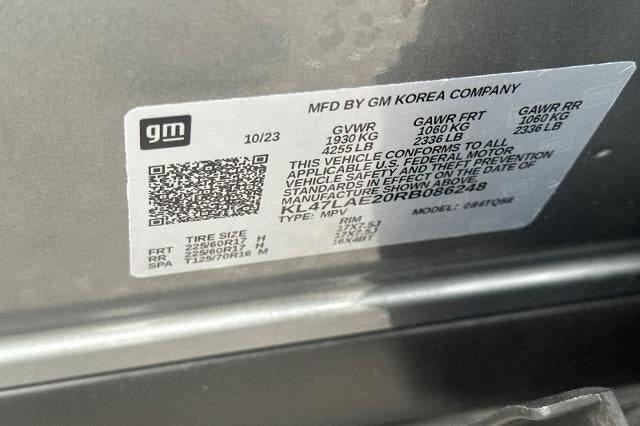 MFD BY GM KOREA COMPANY
gm
10/23
GVWR GAWR FRT GAWR RR
1930 KG 1060 KG 1060 KG
4255 LB 2336 LB 2336 LB
THIS VEHICLE CONFORMS TO ALL
APPLICABLE U.S. FEDERAL MOTOR
VEHICLE SAFETY AND THEFT PREVENTION
STANDARDS IN EFFECT ON THE DATE OF
MANUFACTURE SHOWN ABOVE.
KL47LAE20RB086248
TYPE: MPV MODEL: 084TQ58
TIRE SIZE RIM
FRT 225/60R17 H 17X7.5J
RR 225/60R17 H 17X7.5J
SPA T125/70R16 M 16X4BT